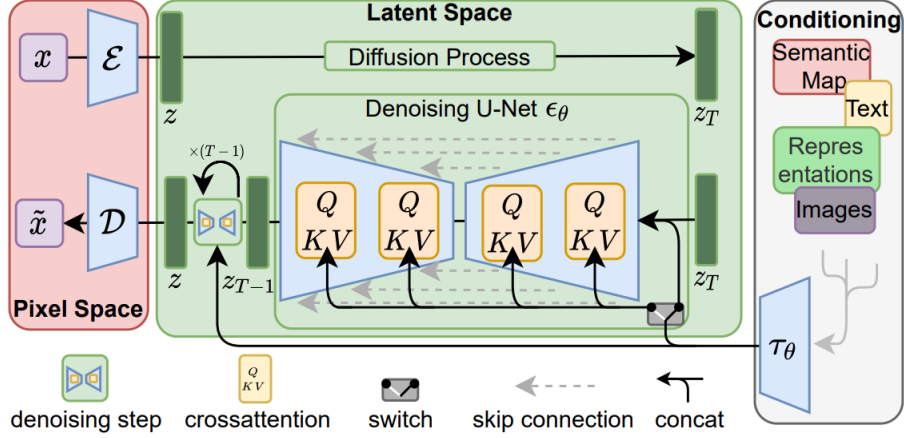 Latent Space
Conditioning
x
ℰ
z
Diffusion Process
z_T
Semantic
Map
Text
Repres
entations
Images
Denoising U-Net ϵ_θ
×(T−1)
x̃
𝒟
z
z_{T−1}
Q
KV
Q
KV
Q
KV
Q
KV
z_T
Pixel Space
τ_θ
Q
KV
denoising step
crossattention
switch
skip connection
concat